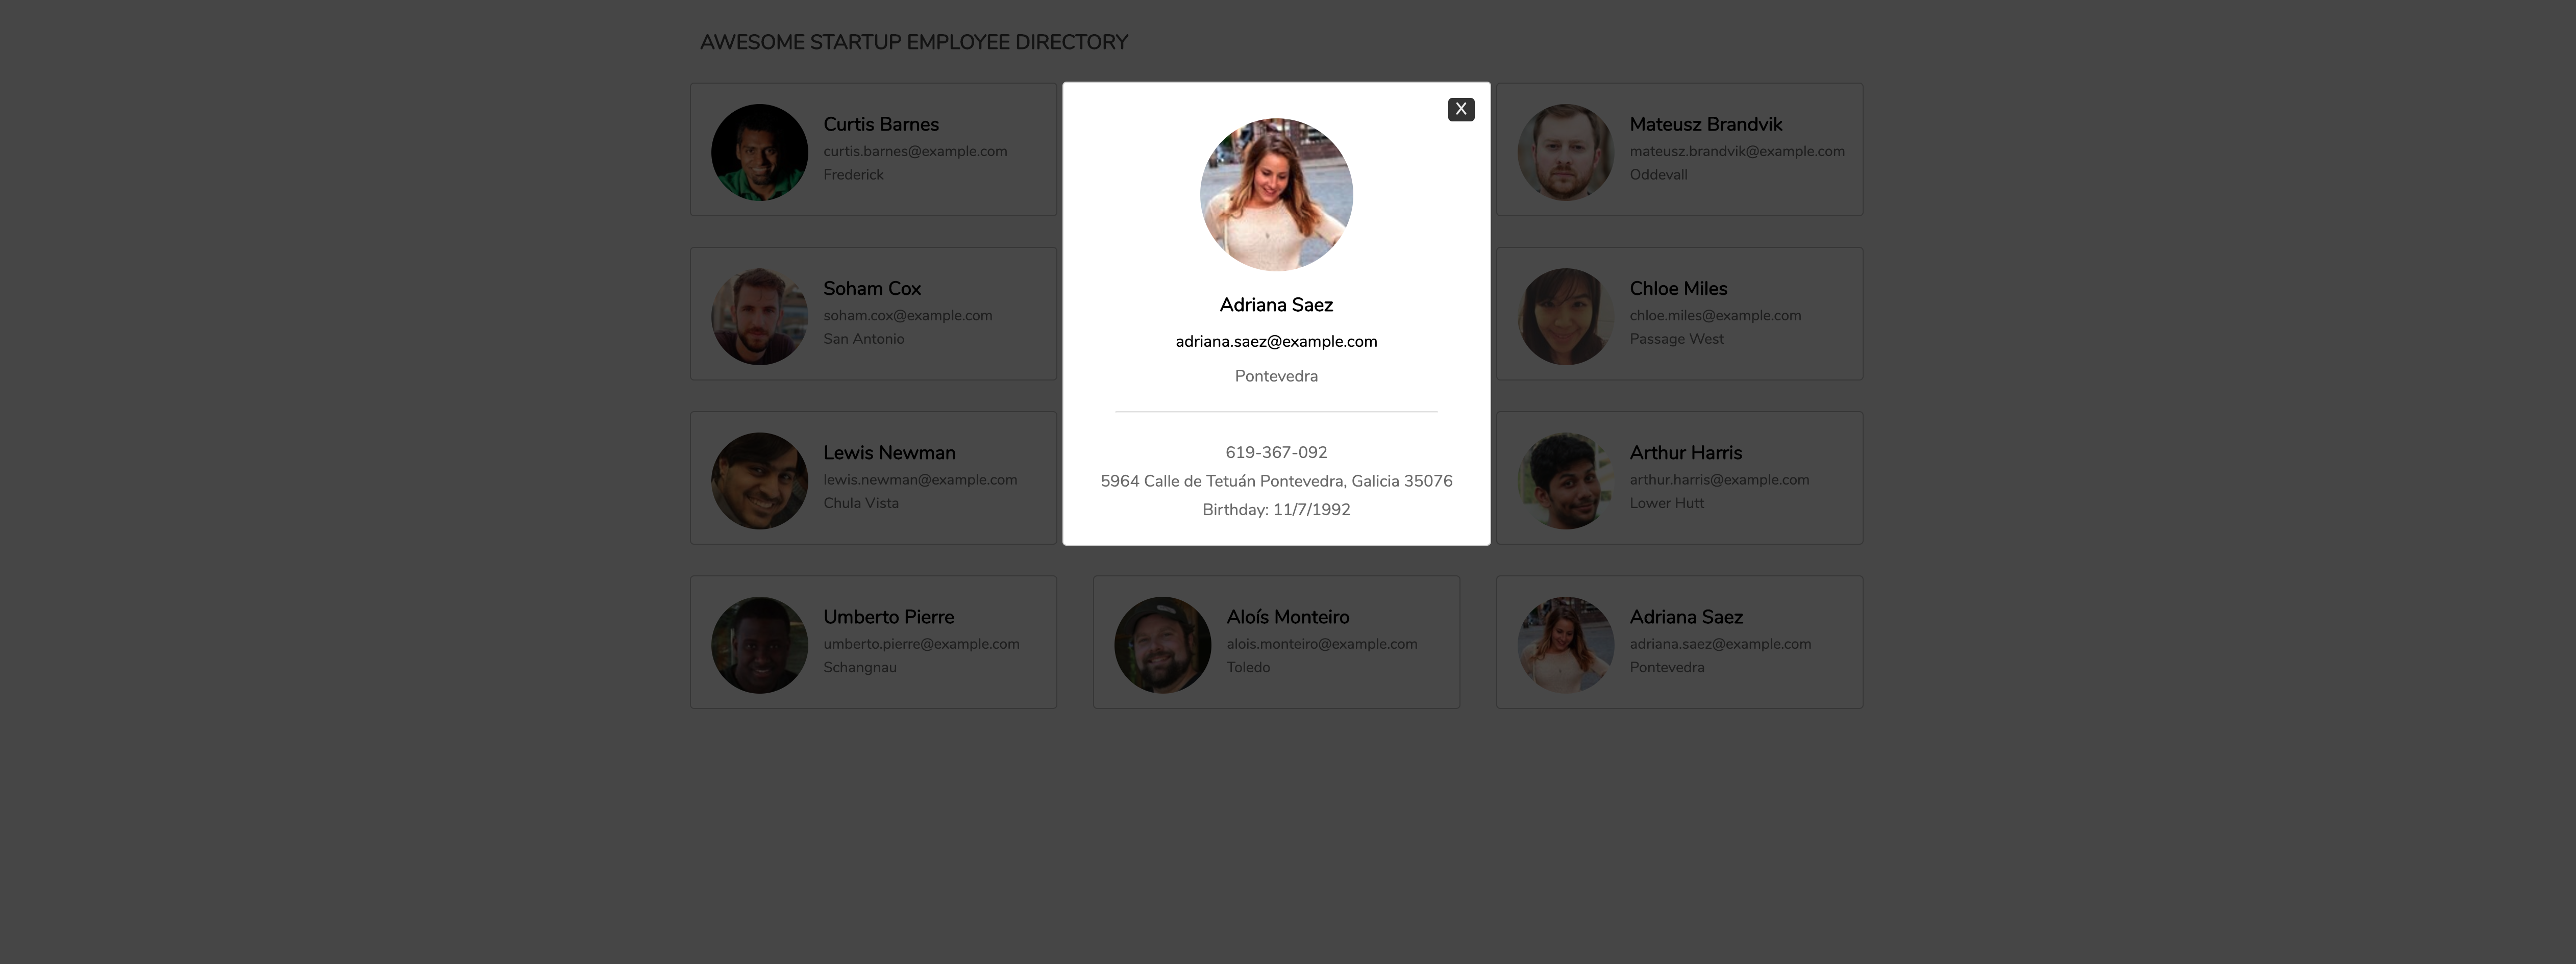 AWESOME STARTUP EMPLOYEE DIRECTORY
Curtis Barnes
curtis.barnes@example.com
Frederick
X
Adriana Saez
adriana.saez@example.com
Pontevedra
619-367-092
5964 Calle de Tetuán Pontevedra, Galicia 35076
Birthday: 11/7/1992
Mateusz Brandvik
mateusz.brandvik@example.com
Oddevall
Soham Cox
soham.cox@example.com
San Antonio
Chloe Miles
chloe.miles@example.com
Passage West
Lewis Newman
lewis.newman@example.com
Chula Vista
Arthur Harris
arthur.harris@example.com
Lower Hutt
Umberto Pierre
umberto.pierre@example.com
Schangnau
Aloís Monteiro
alois.monteiro@example.com
Toledo
Adriana Saez
adriana.saez@example.com
Pontevedra